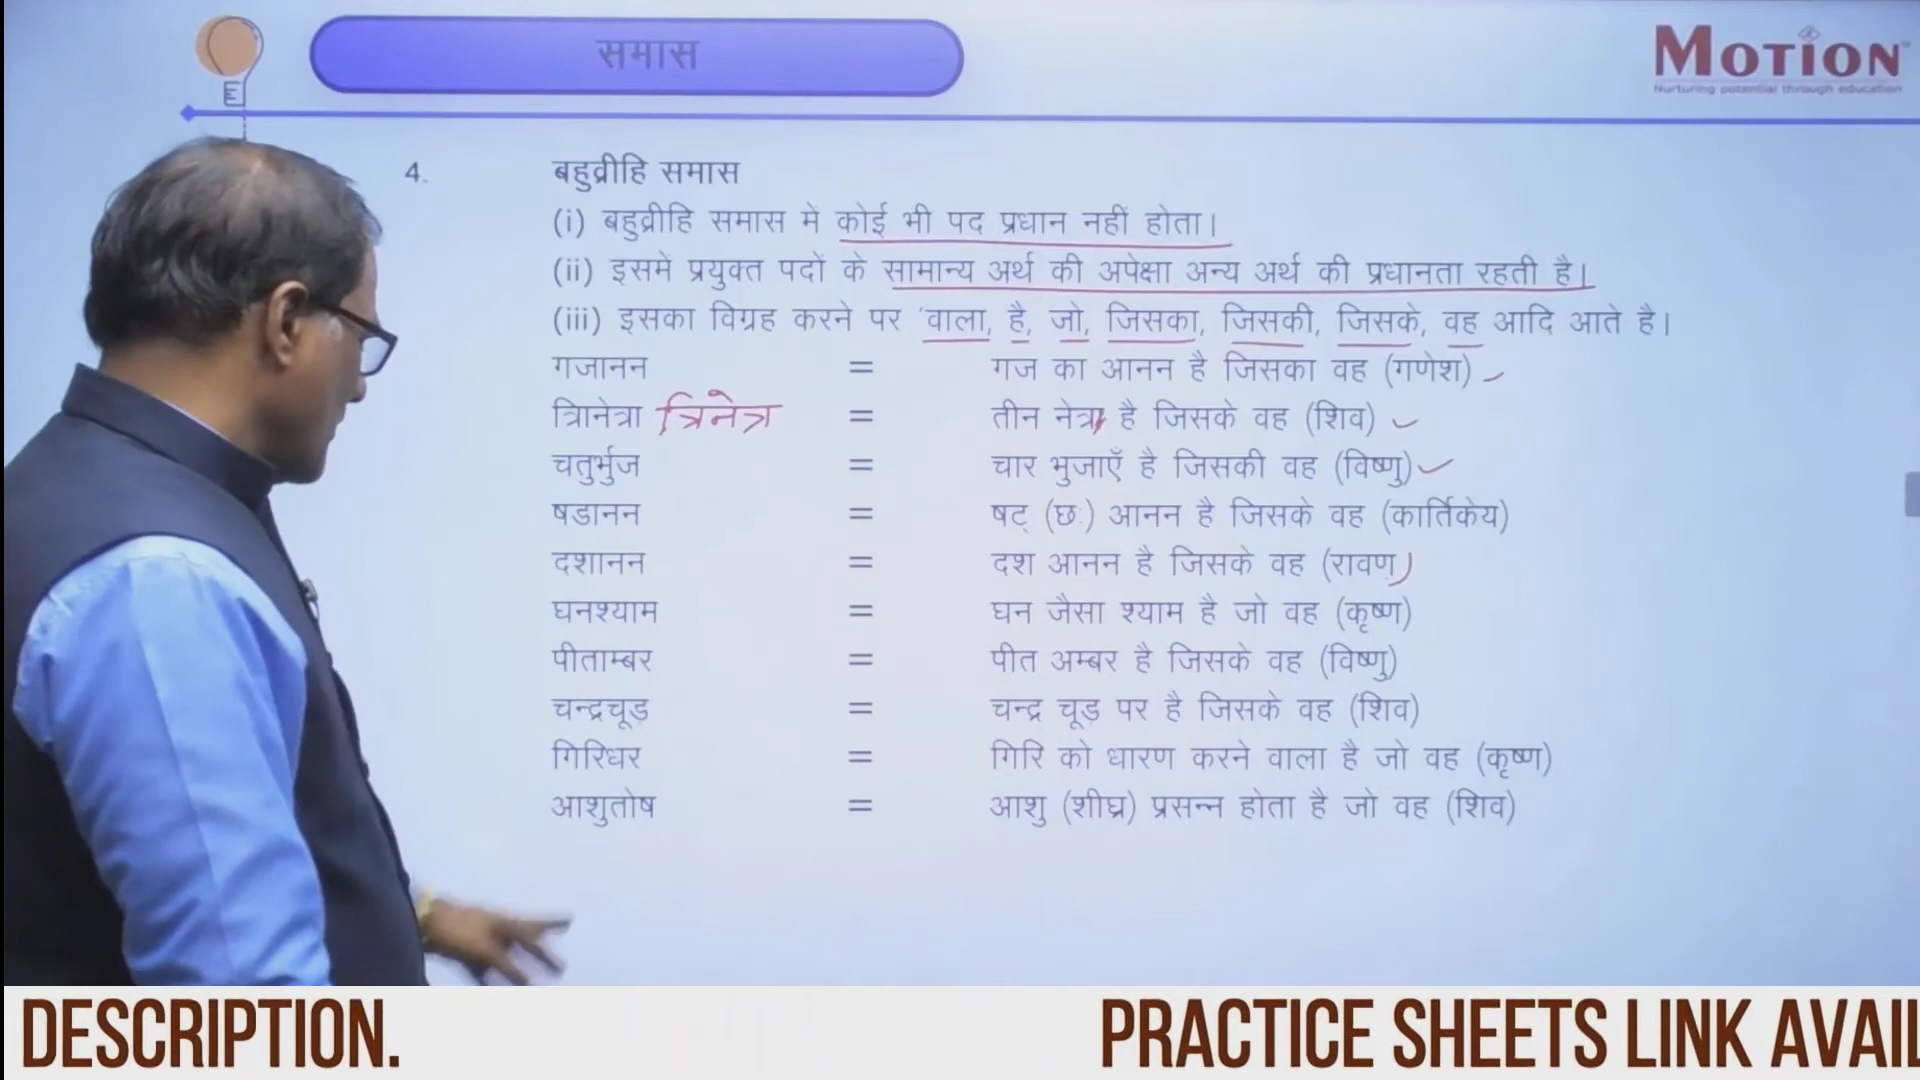 समास
MOTION
Nurturing potential through education
4. बहुव्रीहि समास
(i) बहुव्रीहि समास में कोई भी पद प्रधान नहीं होता।
(ii) इसमें प्रयुक्त पदों के सामान्य अर्थ की अपेक्षा अन्य अर्थ की प्रधानता रहती है।
(iii) इसका विग्रह करने पर 'वाला, है, जो, जिसका, जिसकी, जिसके, वह आदि आते है।
गजानन = गज का आनन है जिसका वह (गणेश)
त्रिानेत्रा त्रिनेत्र = तीन नेत्रा है जिसके वह (शिव)
चतुर्भुज = चार भुजाएँ है जिसकी वह (विष्णु)
षडानन = षट् (छः) आनन है जिसके वह (कार्तिकेय)
दशानन = दश आनन है जिसके वह (रावण)
घनश्याम = घन जैसा श्याम है जो वह (कृष्ण)
पीताम्बर = पीत अम्बर है जिसके वह (विष्णु)
चन्द्रचूड़ = चन्द्र चूड़ पर है जिसके वह (शिव)
गिरिधर = गिरि को धारण करने वाला है जो वह (कृष्ण)
आशुतोष = आशु (शीघ्र) प्रसन्न होता है जो वह (शिव)
DESCRIPTION. PRACTICE SHEETS LINK AVAIL